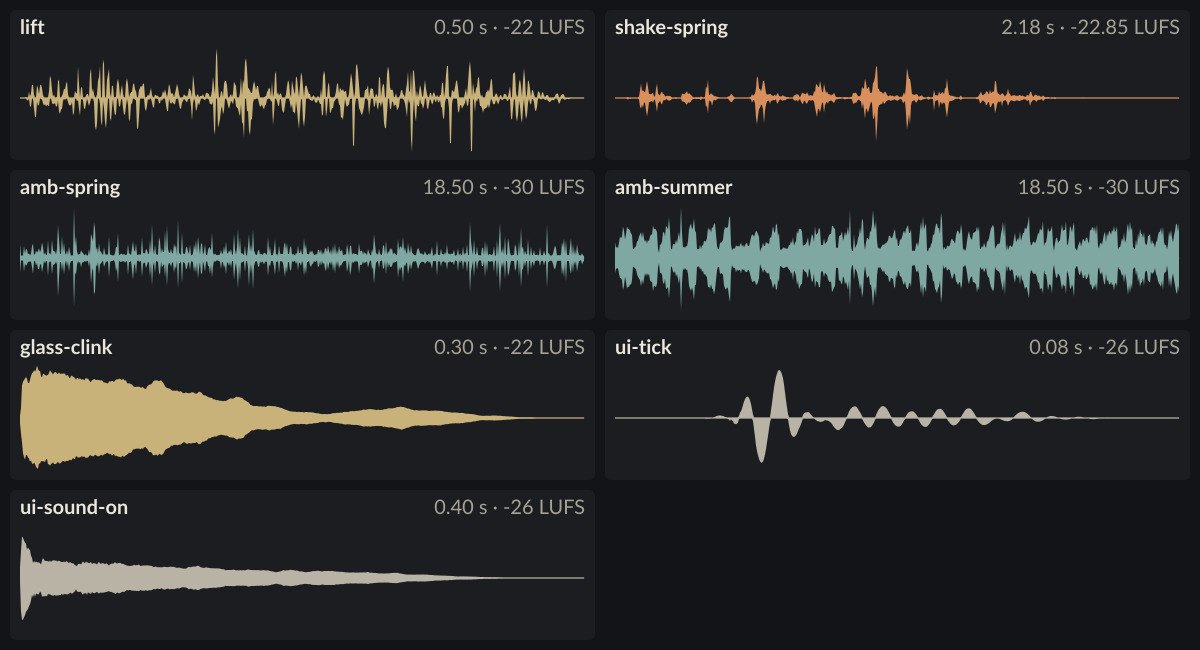 lift 0.50 s · -22 LUFS
shake-spring 2.18 s · -22.85 LUFS
amb-spring 18.50 s · -30 LUFS
amb-summer 18.50 s · -30 LUFS
glass-clink 0.30 s · -22 LUFS
ui-tick 0.08 s · -26 LUFS
ui-sound-on 0.40 s · -26 LUFS